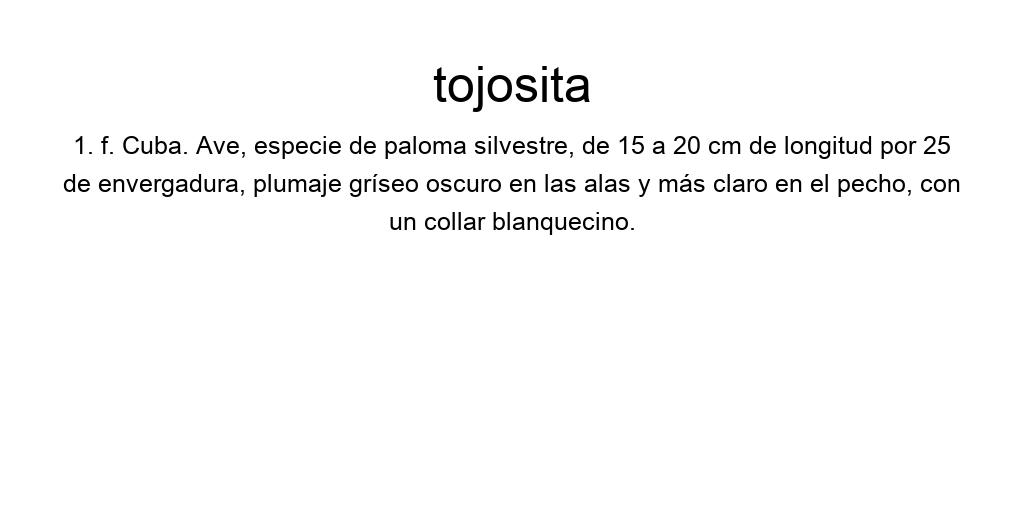 tojosita
1. f. Cuba. Ave, especie de paloma silvestre, de 15 a 20 cm de longitud por 25
de envergadura, plumaje gríseo oscuro en las alas y más claro en el pecho, con
un collar blanquecino.